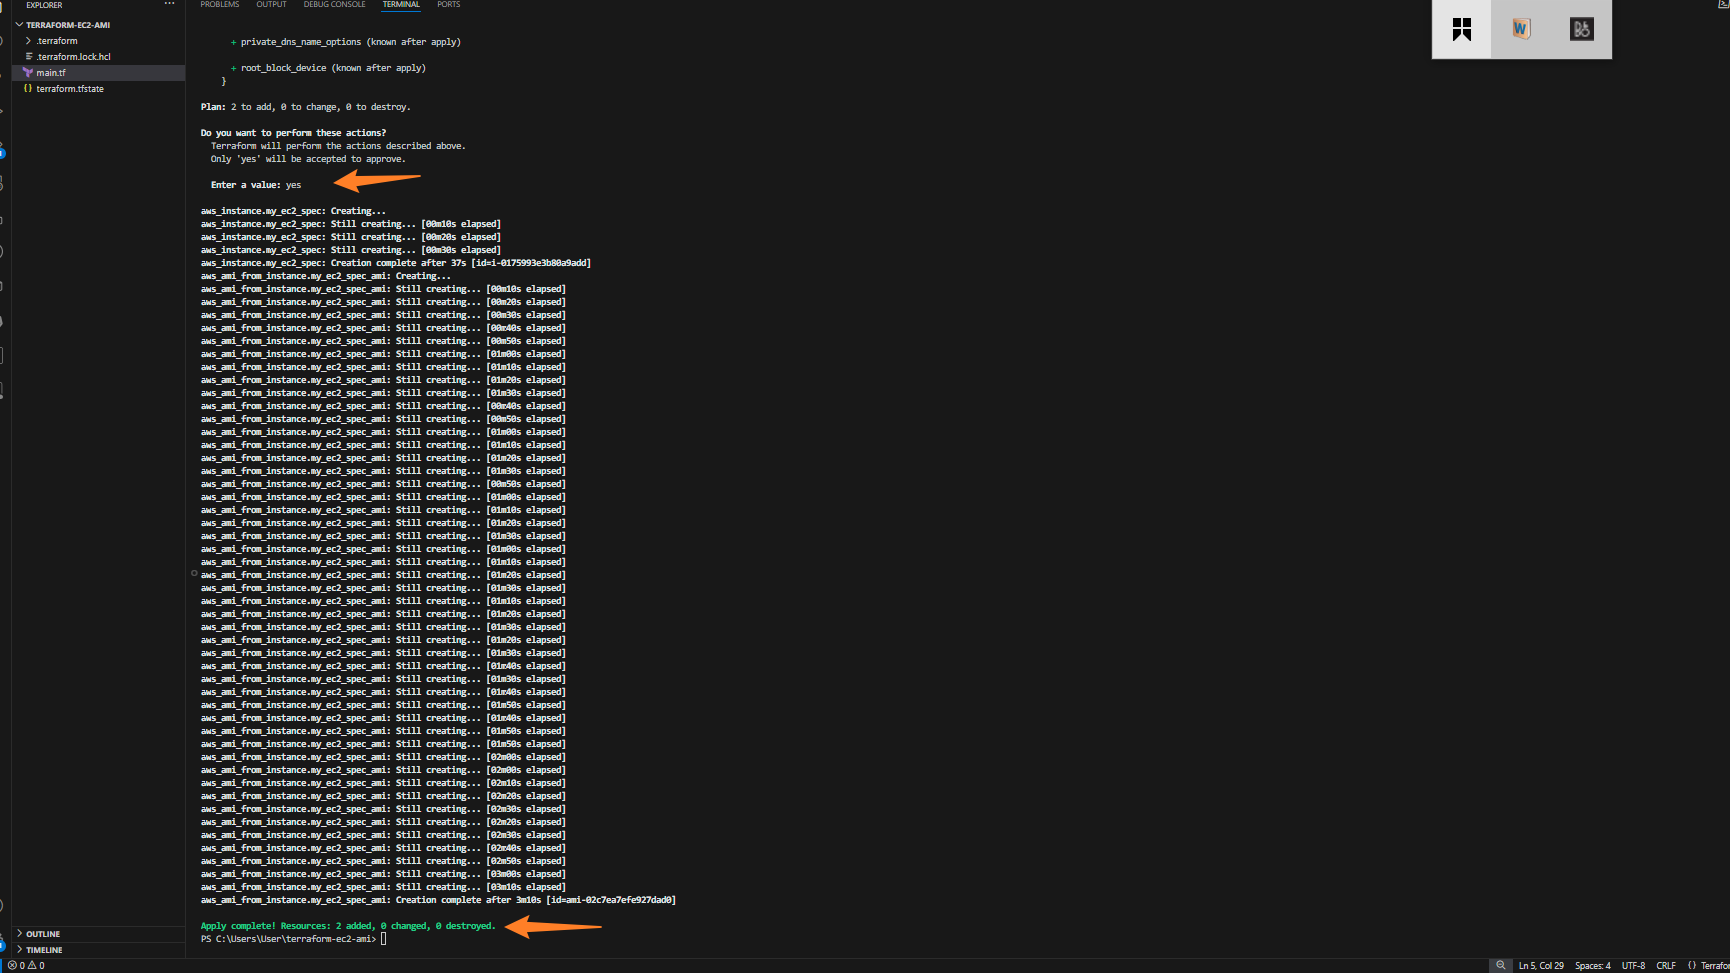 EXPLORER
...
TERRAFORM-EC2-AMI
.terraform
.terraform.lock.hcl
main.tf
terraform.tfstate
OUTLINE
TIMELINE
PROBLEMS OUTPUT DEBUG CONSOLE TERMINAL PORTS
+ private_dns_name_options (known after apply)
+ root_block_device (known after apply)
}
Plan: 2 to add, 0 to change, 0 to destroy.
Do you want to perform these actions?
Terraform will perform the actions described above.
Only 'yes' will be accepted to approve.
Enter a value: yes
aws_instance.my_ec2_spec: Creating...
aws_instance.my_ec2_spec: Still creating... [00m10s elapsed]
aws_instance.my_ec2_spec: Still creating... [00m20s elapsed]
aws_instance.my_ec2_spec: Still creating... [00m30s elapsed]
aws_instance.my_ec2_spec: Creation complete after 37s [id=i-0175993e3b80a9add]
aws_ami_from_instance.my_ec2_spec_ami: Creating...
aws_ami_from_instance.my_ec2_spec_ami: Still creating... [00m10s elapsed]
aws_ami_from_instance.my_ec2_spec_ami: Still creating... [00m20s elapsed]
aws_ami_from_instance.my_ec2_spec_ami: Still creating... [00m30s elapsed]
aws_ami_from_instance.my_ec2_spec_ami: Still creating... [00m40s elapsed]
aws_ami_from_instance.my_ec2_spec_ami: Still creating... [00m50s elapsed]
aws_ami_from_instance.my_ec2_spec_ami: Still creating... [01m00s elapsed]
aws_ami_from_instance.my_ec2_spec_ami: Still creating... [01m10s elapsed]
aws_ami_from_instance.my_ec2_spec_ami: Still creating... [01m20s elapsed]
aws_ami_from_instance.my_ec2_spec_ami: Still creating... [01m30s elapsed]
aws_ami_from_instance.my_ec2_spec_ami: Still creating... [00m40s elapsed]
aws_ami_from_instance.my_ec2_spec_ami: Still creating... [00m50s elapsed]
aws_ami_from_instance.my_ec2_spec_ami: Still creating... [01m00s elapsed]
aws_ami_from_instance.my_ec2_spec_ami: Still creating... [01m10s elapsed]
aws_ami_from_instance.my_ec2_spec_ami: Still creating... [01m20s elapsed]
aws_ami_from_instance.my_ec2_spec_ami: Still creating... [01m30s elapsed]
aws_ami_from_instance.my_ec2_spec_ami: Still creating... [00m50s elapsed]
aws_ami_from_instance.my_ec2_spec_ami: Still creating... [01m00s elapsed]
aws_ami_from_instance.my_ec2_spec_ami: Still creating... [01m10s elapsed]
aws_ami_from_instance.my_ec2_spec_ami: Still creating... [01m20s elapsed]
aws_ami_from_instance.my_ec2_spec_ami: Still creating... [01m30s elapsed]
aws_ami_from_instance.my_ec2_spec_ami: Still creating... [01m00s elapsed]
aws_ami_from_instance.my_ec2_spec_ami: Still creating... [01m10s elapsed]
aws_ami_from_instance.my_ec2_spec_ami: Still creating... [01m20s elapsed]
aws_ami_from_instance.my_ec2_spec_ami: Still creating... [01m30s elapsed]
aws_ami_from_instance.my_ec2_spec_ami: Still creating... [01m10s elapsed]
aws_ami_from_instance.my_ec2_spec_ami: Still creating... [01m20s elapsed]
aws_ami_from_instance.my_ec2_spec_ami: Still creating... [01m30s elapsed]
aws_ami_from_instance.my_ec2_spec_ami: Still creating... [01m20s elapsed]
aws_ami_from_instance.my_ec2_spec_ami: Still creating... [01m30s elapsed]
aws_ami_from_instance.my_ec2_spec_ami: Still creating... [01m40s elapsed]
aws_ami_from_instance.my_ec2_spec_ami: Still creating... [01m30s elapsed]
aws_ami_from_instance.my_ec2_spec_ami: Still creating... [01m40s elapsed]
aws_ami_from_instance.my_ec2_spec_ami: Still creating... [01m50s elapsed]
aws_ami_from_instance.my_ec2_spec_ami: Still creating... [01m40s elapsed]
aws_ami_from_instance.my_ec2_spec_ami: Still creating... [01m50s elapsed]
aws_ami_from_instance.my_ec2_spec_ami: Still creating... [01m50s elapsed]
aws_ami_from_instance.my_ec2_spec_ami: Still creating... [02m00s elapsed]
aws_ami_from_instance.my_ec2_spec_ami: Still creating... [02m00s elapsed]
aws_ami_from_instance.my_ec2_spec_ami: Still creating... [02m10s elapsed]
aws_ami_from_instance.my_ec2_spec_ami: Still creating... [02m20s elapsed]
aws_ami_from_instance.my_ec2_spec_ami: Still creating... [02m30s elapsed]
aws_ami_from_instance.my_ec2_spec_ami: Still creating... [02m20s elapsed]
aws_ami_from_instance.my_ec2_spec_ami: Still creating... [02m30s elapsed]
aws_ami_from_instance.my_ec2_spec_ami: Still creating... [02m40s elapsed]
aws_ami_from_instance.my_ec2_spec_ami: Still creating... [02m50s elapsed]
aws_ami_from_instance.my_ec2_spec_ami: Still creating... [03m00s elapsed]
aws_ami_from_instance.my_ec2_spec_ami: Still creating... [03m10s elapsed]
aws_ami_from_instance.my_ec2_spec_ami: Creation complete after 3m10s [id=ami-02c7ea7efe927dad0]
Apply complete! Resources: 2 added, 0 changed, 0 destroyed.
PS C:\Users\User\terraform-ec2-ami>
W
0 0 Ln 5, Col 29 Spaces: 4 UTF-8 CRLF {} Terrafo